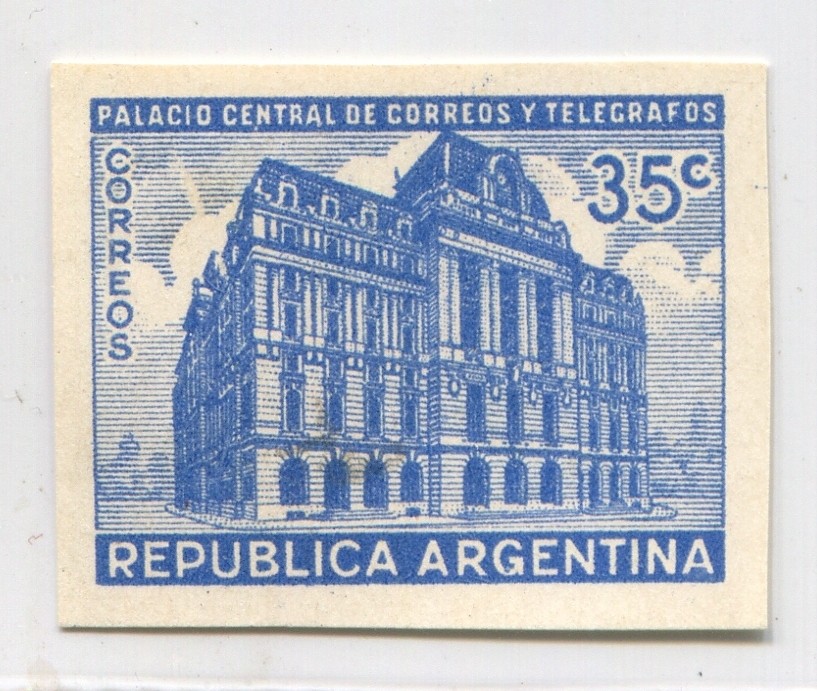 PALACIO CENTRAL DE CORREOS Y TELEGRAFOS
CORREOS
35c
REPUBLICA ARGENTINA